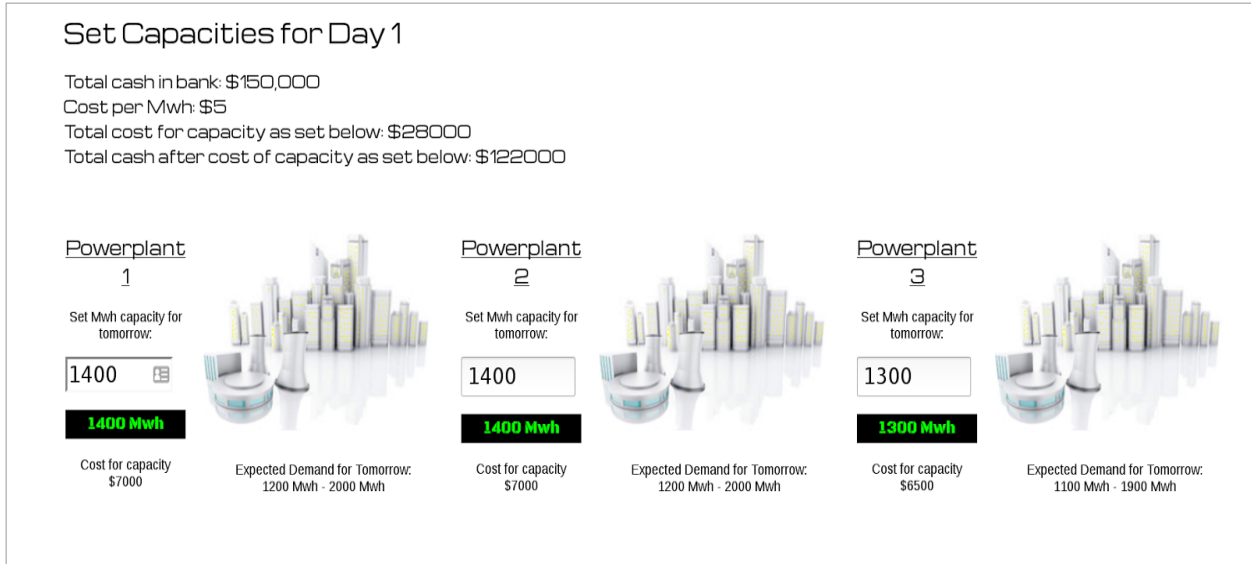 Set Capacities for Day 1
Total cash in bank: $150,000
Cost per Mwh: $5
Total cost for capacity as set below: $28000
Total cash after cost of capacity as set below: $122000
Powerplant
1
Set Mwh capacity for
tomorrow:
1400
1400 Mwh
Cost for capacity
$7000
Expected Demand for Tomorrow:
1200 Mwh - 2000 Mwh
Powerplant
2
Set Mwh capacity for
tomorrow:
1400
1400 Mwh
Cost for capacity
$7000
Expected Demand for Tomorrow:
1200 Mwh - 2000 Mwh
Powerplant
3
Set Mwh capacity for
tomorrow:
1300
1300 Mwh
Cost for capacity
$6500
Expected Demand for Tomorrow:
1100 Mwh - 1900 Mwh